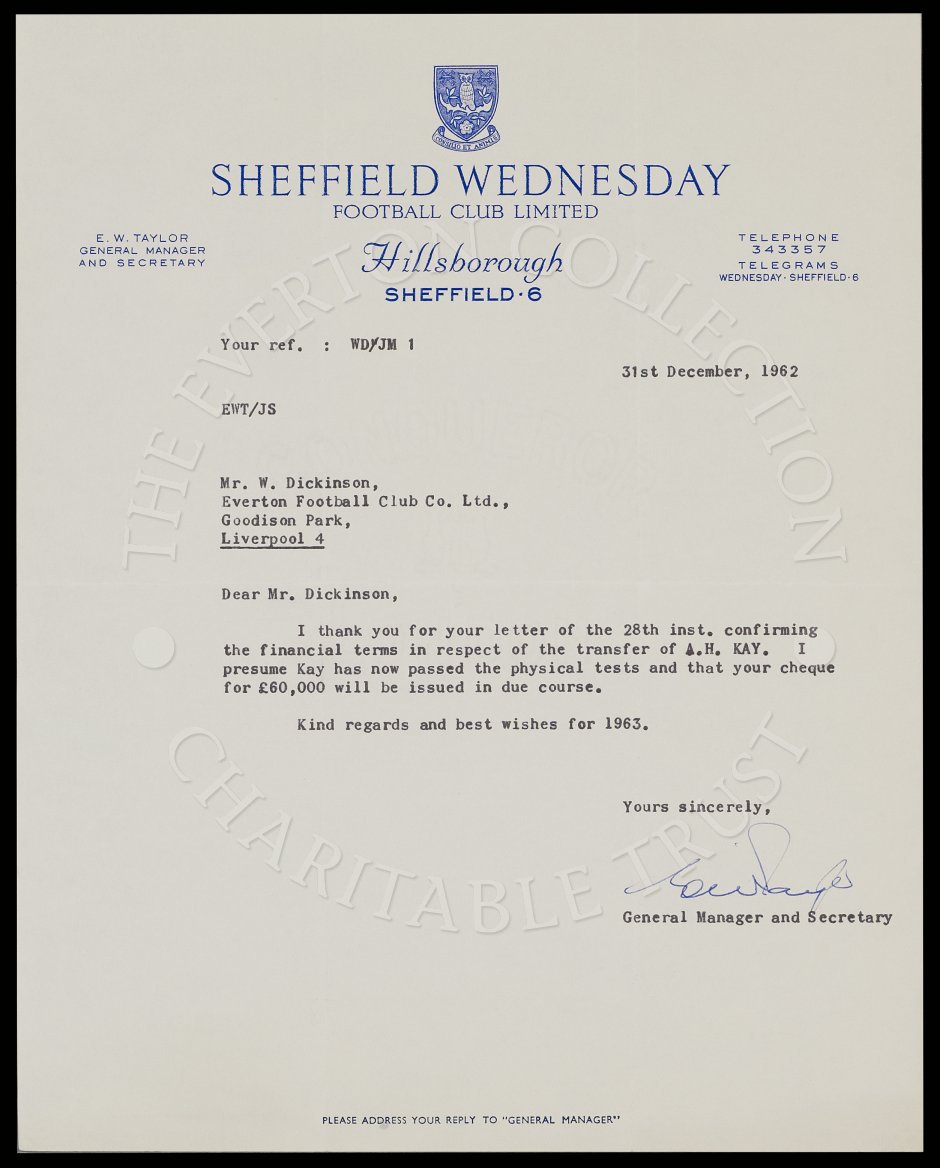 CONSILIO ET ANIMIS
SHEFFIELD WEDNESDAY
FOOTBALL CLUB LIMITED
E. W. TAYLOR
GENERAL MANAGER
AND SECRETARY
Hillsborough
SHEFFIELD·6
TELEPHONE
343357
TELEGRAMS
WEDNESDAY·SHEFFIELD·6
THE EVERTON COLLECTION
Your ref. : WD/JM 1
31st December, 1962
EWT/JS
Mr. W. Dickinson,
Everton Football Club Co. Ltd.,
Goodison Park,
Liverpool 4
Dear Mr. Dickinson,
I thank you for your letter of the 28th inst. confirming
the financial terms in respect of the transfer of A.H. KAY. I
presume Kay has now passed the physical tests and that your cheque
for £60,000 will be issued in due course.
Kind regards and best wishes for 1963.
CHARITABLE TRUST
Yours sincerely,
General Manager and Secretary
PLEASE ADDRESS YOUR REPLY TO "GENERAL MANAGER"